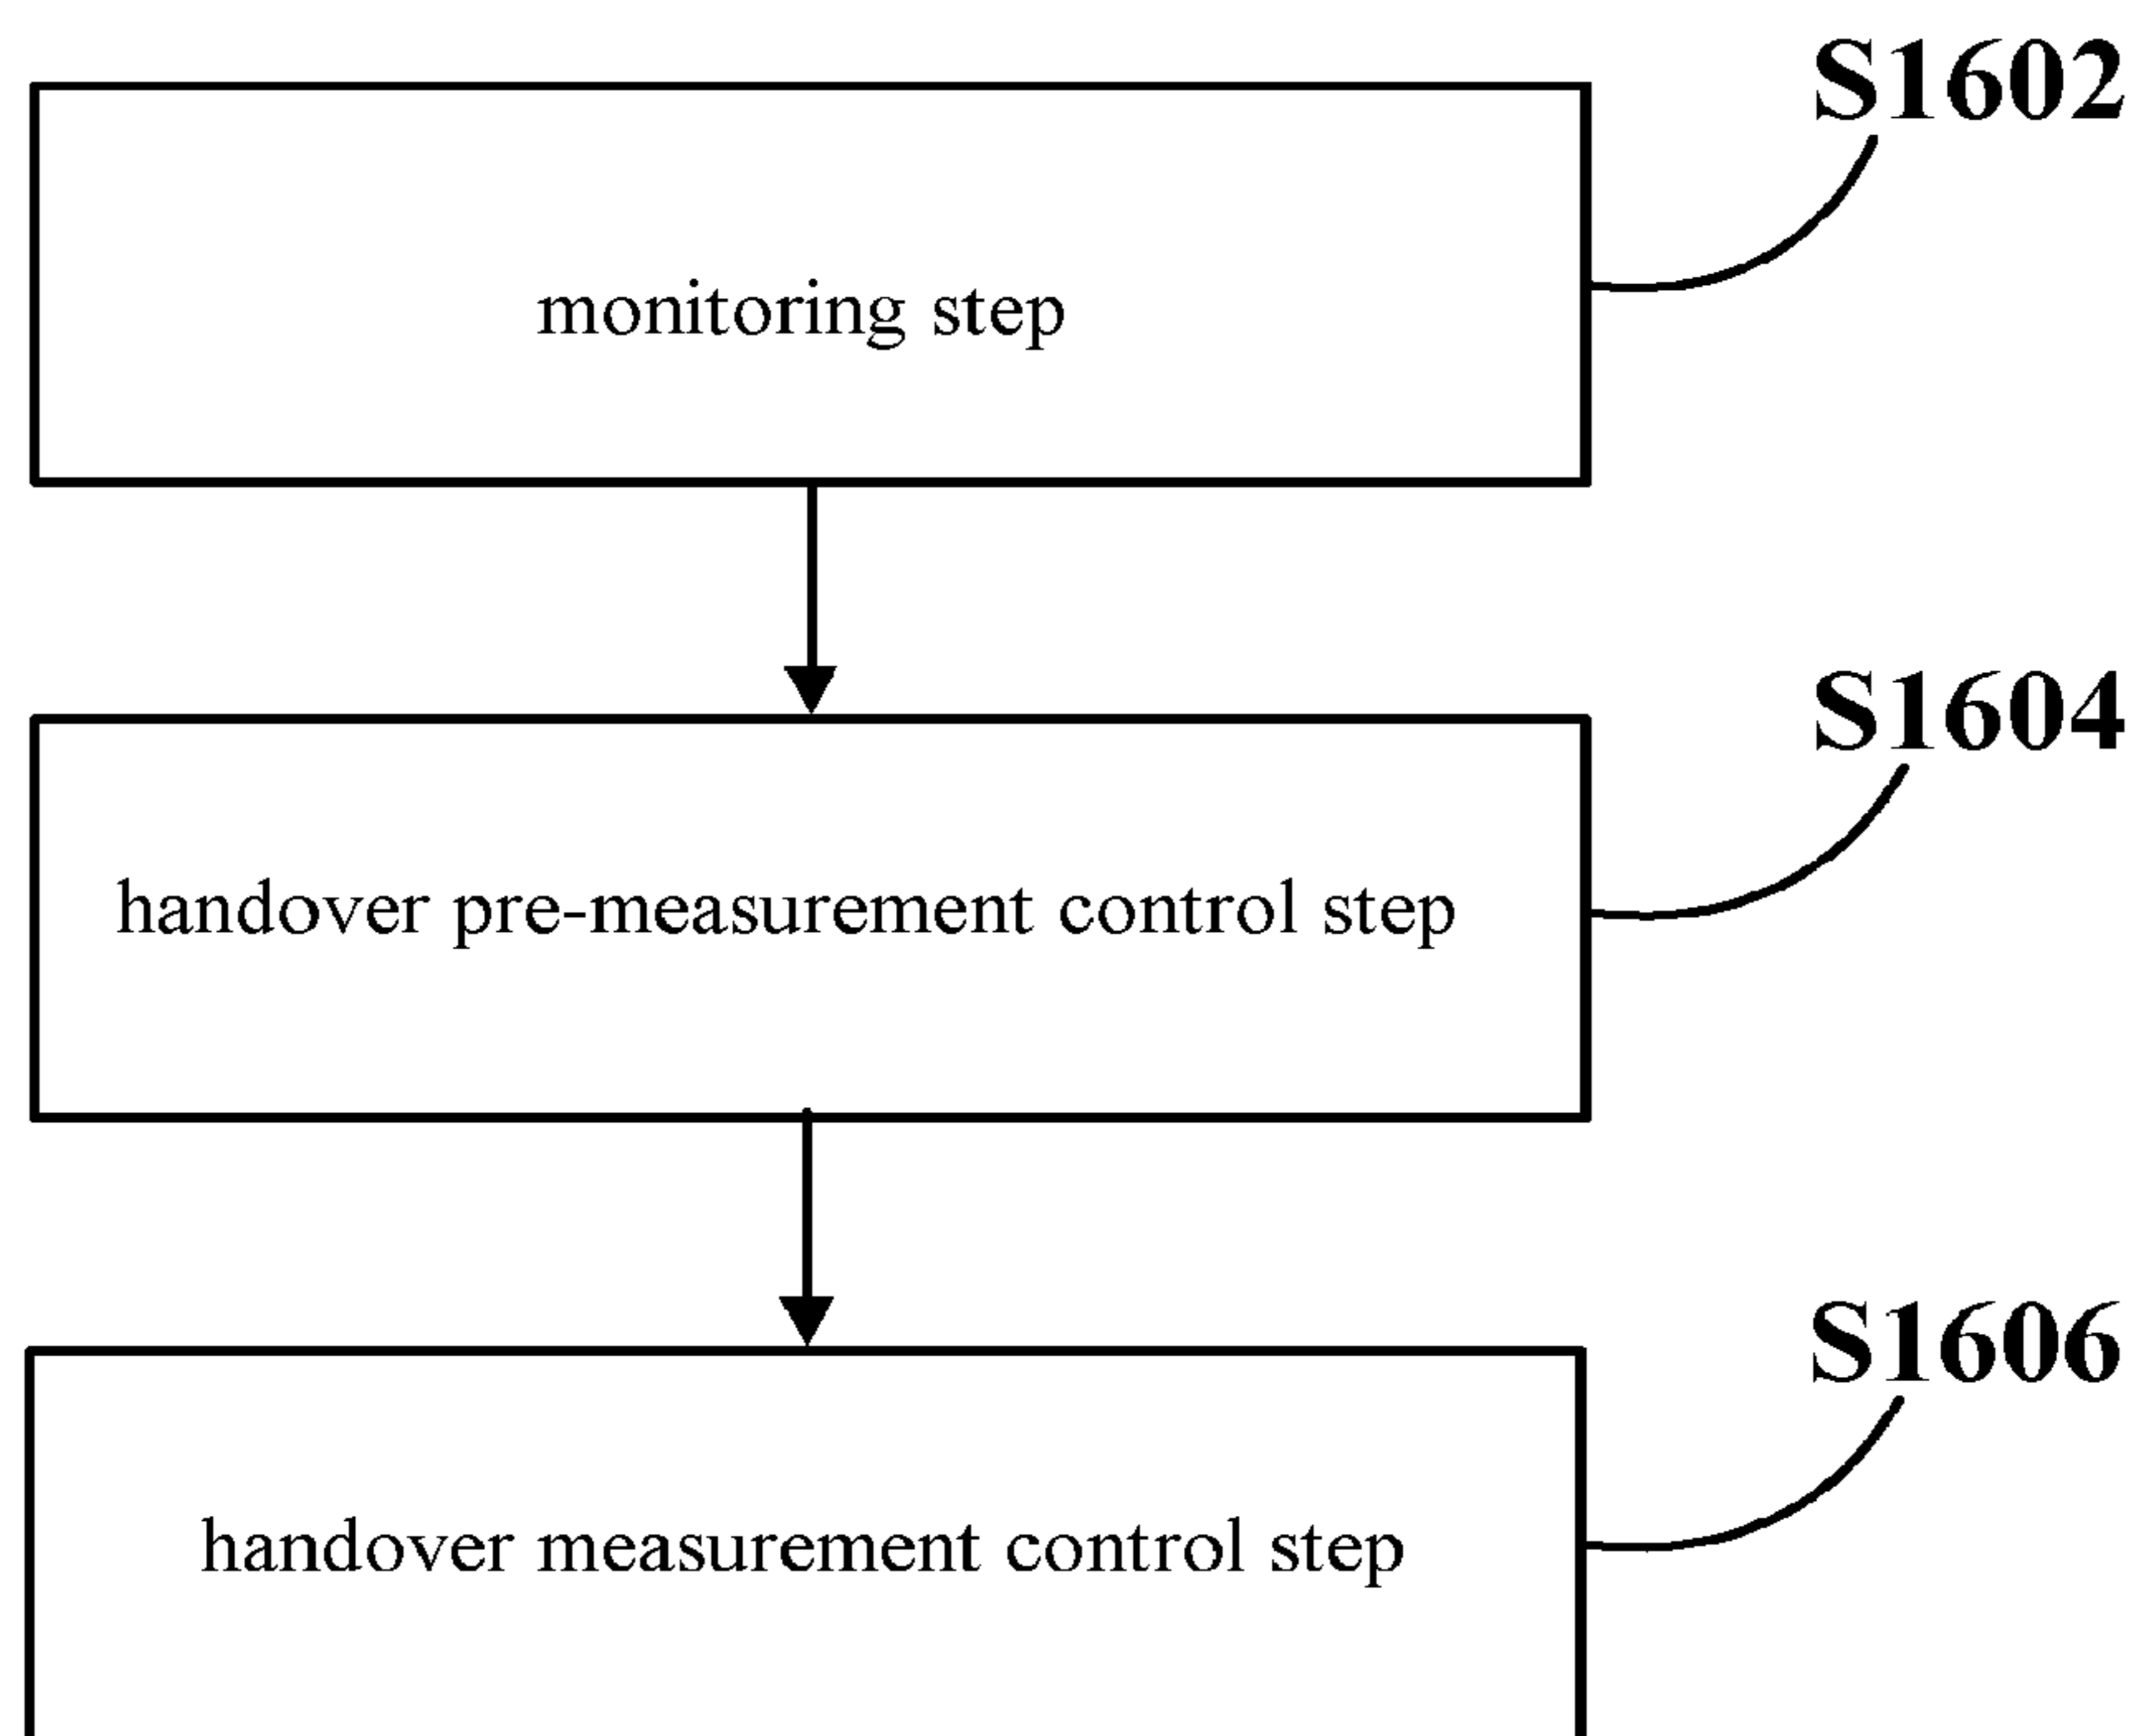 S1602
monitoring step
S1604
handover pre-measurement control step
S1606
handover measurement control step